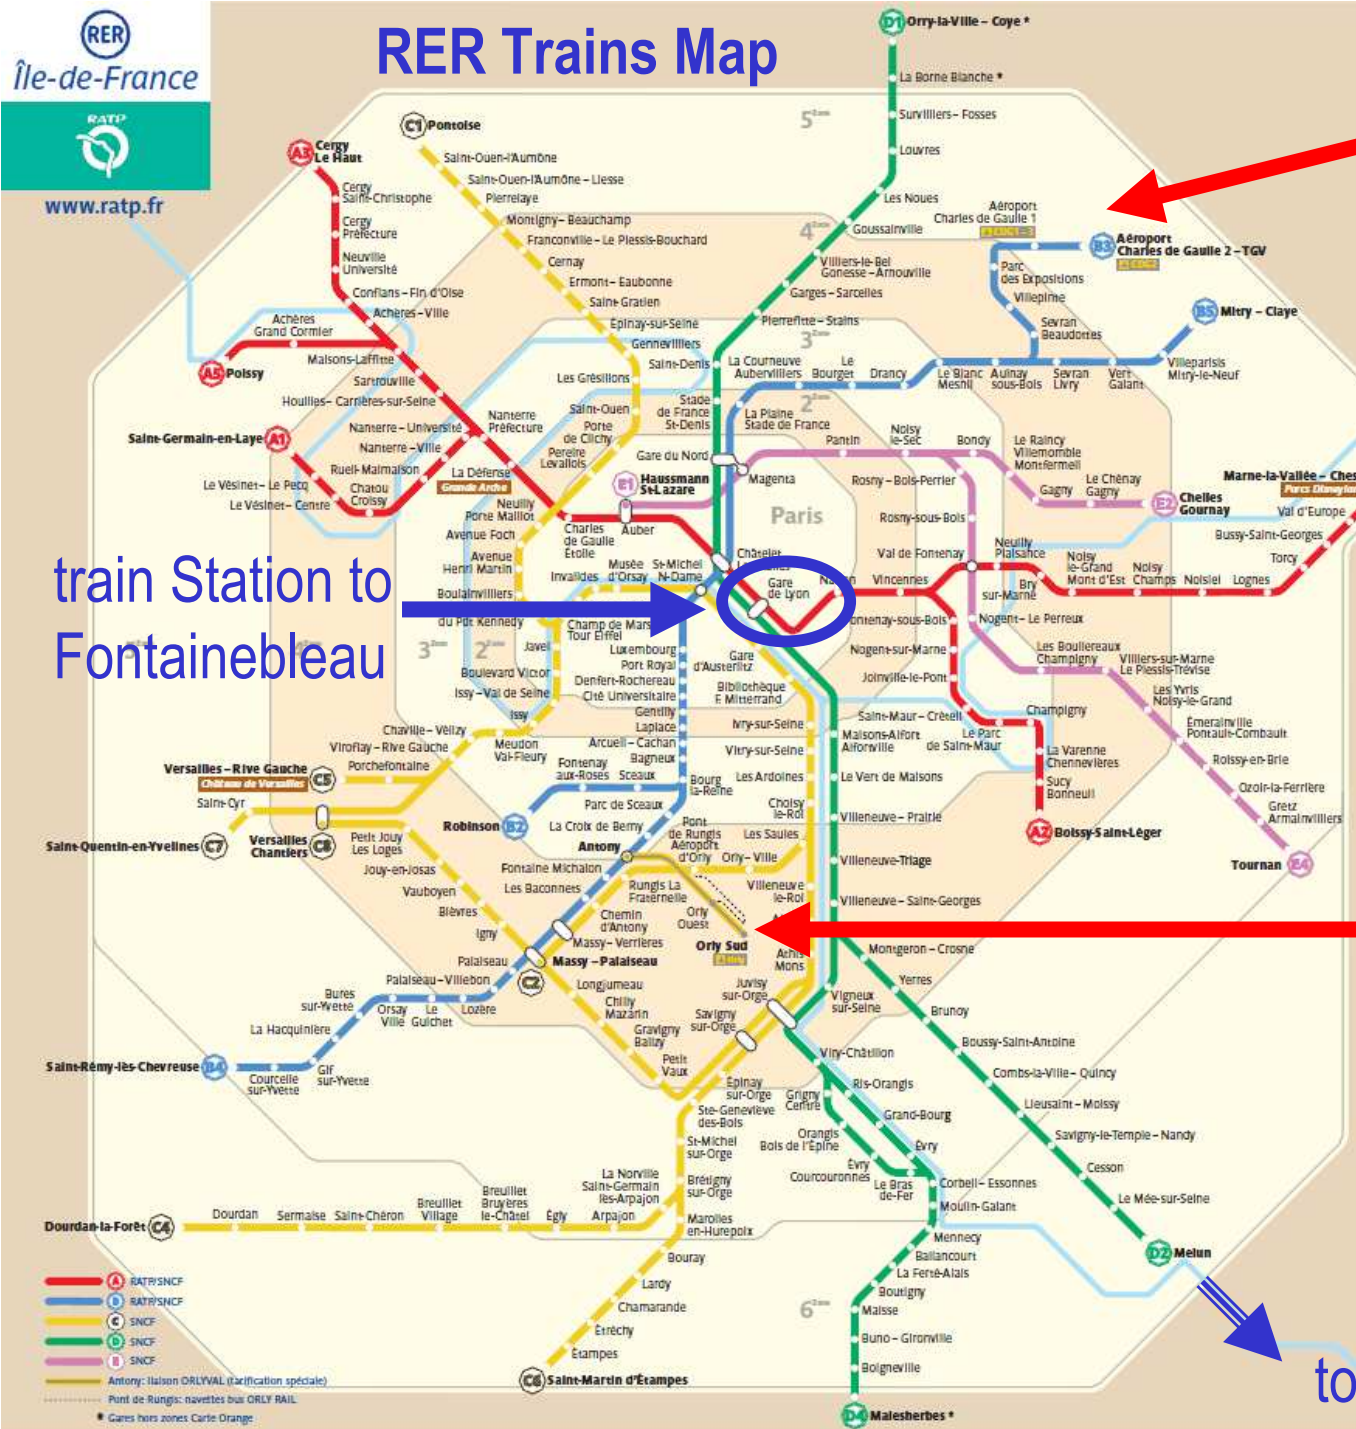 RER
Île-de-France
RATP
www.ratp.fr
RER Trains Map
D1 Orry-la-Ville – Coye *
La Borne Blanche *
Survilliers – Fosses
Louvres
Les Noues
Goussainville
Villiers-le-Bel
Gonesse – Arnouville
Garges – Sarcelles
Pierrefitte – Stains
Saint-Denis
Stade
de France
St-Denis
Gare du Nord
C1 Pontoise
Saint-Ouen-l'Aumône
Saint-Ouen-l'Aumône – Liesse
Pierrelaye
Montigny – Beauchamp
Franconville – Le Plessis-Bouchard
Cernay
Ermont – Eaubonne
Saint-Gratien
Épinay-sur-Seine
Gennevilliers
Les Grésillons
Saint-Ouen
Porte
de Clichy
Pereire
Levallois
Neuilly
Porte Maillot
Avenue Foch
Avenue
Henri Martin
Boulainvilliers
du Pdt Kennedy
A3 Cergy
Le Haut
Cergy
Saint-Christophe
Cergy
Préfecture
Neuville
Université
Conflans – Fin d'Oise
Achères – Ville
Achères
Grand Cormier
A5 Poissy
Maisons-Laffitte
Sartrouville
Houilles – Carrières-sur-Seine
Nanterre – Université
Nanterre – Ville
Nanterre
Préfecture
Saint-Germain-en-Laye A1
Le Vésinet – Le Pecq
Le Vésinet – Centre
Chatou
Croissy
Rueil-Malmaison
La Défense
Grande Arche
Charles
de Gaulle
Étoile
Auber
E1 Haussmann
St-Lazare
Magenta
5
4
3
2
Paris
Aéroport
Charles de Gaulle 1
B3 Aéroport
Charles de Gaulle 2 – TGV
Parc
des Expositions
Villepinte
Sevran
Beaudottes
B5 Mitry – Claye
Villeparisis
Mitry-le-Neuf
Vert
Galant
Sevran
Livry
Aulnay
sous-Bois
Le Blanc
Mesnil
Drancy
Le
Bourget
La Courneuve
Aubervilliers
La Plaine
Stade de France
Pantin
Noisy
le-Sec
Bondy
Le Raincy
Villemomble
Montfermeil
Gagny
Le Chénay
Gagny
E2 Chelles
Gournay
Rosny – Bois-Perrier
Rosny-sous-Bois
Val de Fontenay
Neuilly
Plaisance
Bry
sur-Marne
Noisy
le-Grand
Mont d'Est
Noisy
Champs
Noisiel
Lognes
Torcy
Bussy-Saint-Georges
Val d'Europe
Marne-la-Vallée – Ches
train Station to
Fontainebleau
Invalides
Musée
d'Orsay
St-Michel
N-Dame
Châtelet
Gare
de Lyon
Vincennes
Fontenay-sous-Bois
Nogent-sur-Marne
Joinville-le-Pont
Saint-Maur – Créteil
Le Parc
de Saint-Maur
Champigny
La Varenne
Chennevières
Sucy
Bonneuil
A2 Boissy-Saint-Léger
Nogent – Le Perreux
Les Boullereaux
Champigny
Villiers-sur-Marne
Le Plessis-Trévise
Les Yvris
Noisy-le-Grand
Émerainville
Pontault-Combault
Roissy-en-Brie
Ozoir-la-Ferrière
Gretz
Armainvilliers
Tournan E4
Champ de Mars
Tour Eiffel
Javel
Boulevard Victor
Issy – Val de Seine
Issy
Meudon
Val-Fleury
Chaville – Vélizy
Viroflay – Rive Gauche
Porchefontaine
Versailles – Rive Gauche C5
Château de Versailles
Saint-Cyr
Saint-Quentin-en-Yvelines C7
Versailles
Chantiers C8
Petit Jouy
Les Loges
Jouy-en-Josas
Vauboyen
Bièvres
Igny
3
2
Luxembourg
Port Royal
Denfert-Rochereau
Cité Universitaire
Gentilly
Laplace
Arcueil – Cachan
Bagneux
Bourg
la-Reine
Fontenay
aux-Roses
Sceaux
Robinson B2
Parc de Sceaux
La Croix de Berny
Antony
Fontaine Michalon
Les Baconnets
Massy – Verrières
Massy – Palaiseau
C2
Palaiseau
Palaiseau – Villebon
Lozère
Le
Guichet
Orsay
Ville
Bures
sur-Yvette
La Hacquinière
Gif
sur-Yvette
Courcelle
sur-Yvette
Saint-Rémy-lès-Chevreuse B4
Gare
d'Austerlitz
Bibliothèque
F. Mitterrand
Ivry-sur-Seine
Vitry-sur-Seine
Les Ardoines
Choisy
le-Roi
Les Saules
Orly – Ville
Pont
de Rungis
Aéroport
d'Orly
Rungis La
Fraternelle
Chemin
d'Antony
Orly
Ouest
Orly Sud
Villeneuve
le-Roi
Athis
Mons
Juvisy
sur-Orge
Savigny
sur-Orge
Épinay
sur-Orge
Longjumeau
Chilly
Mazarin
Gravigny
Balizy
Petit
Vaux
Ste-Geneviève
des-Bois
St-Michel
sur-Orge
Brétigny
sur-Orge
Marolles
en-Hurepoix
Bouray
Lardy
Chamarande
Étréchy
Étampes
C6 Saint-Martin d'Étampes
La Norville
Saint-Germain
lès-Arpajon
Arpajon
Égly
Breuillet
Bruyères
le-Châtel
Breuillet
Village
Saint-Chéron
Sermaise
Dourdan
Dourdan-la-Forêt C4
Maisons-Alfort
Alfortville
Le Vert de Maisons
Villeneuve – Prairie
Villeneuve-Triage
Villeneuve – Saint-Georges
Montgeron – Crosne
Yerres
Brunoy
Boussy-Saint-Antoine
Combs-la-Ville – Quincy
Lieusaint – Moissy
Savigny-le-Temple – Nandy
Cesson
Le Mée-sur-Seine
D2 Melun
Vigneux
sur-Seine
Viry-Châtillon
Ris-Orangis
Grand-Bourg
Évry
Grigny
Centre
Orangis
Bois de l'Épine
Évry
Courcouronnes
Le Bras
de-Fer
Corbeil – Essonnes
Moulin-Galant
Mennecy
Ballancourt
La Ferté-Alais
Boutigny
Maisse
Buno – Gironville
Boigneville
D4 Malesherbes *
6
to
A RATP/SNCF
B RATP/SNCF
C SNCF
D SNCF
E SNCF
Antony: liaison ORLYVAL (tarification spéciale)
Pont de Rungis: navettes bus ORLY RAIL
* Gares hors zones Carte Orange